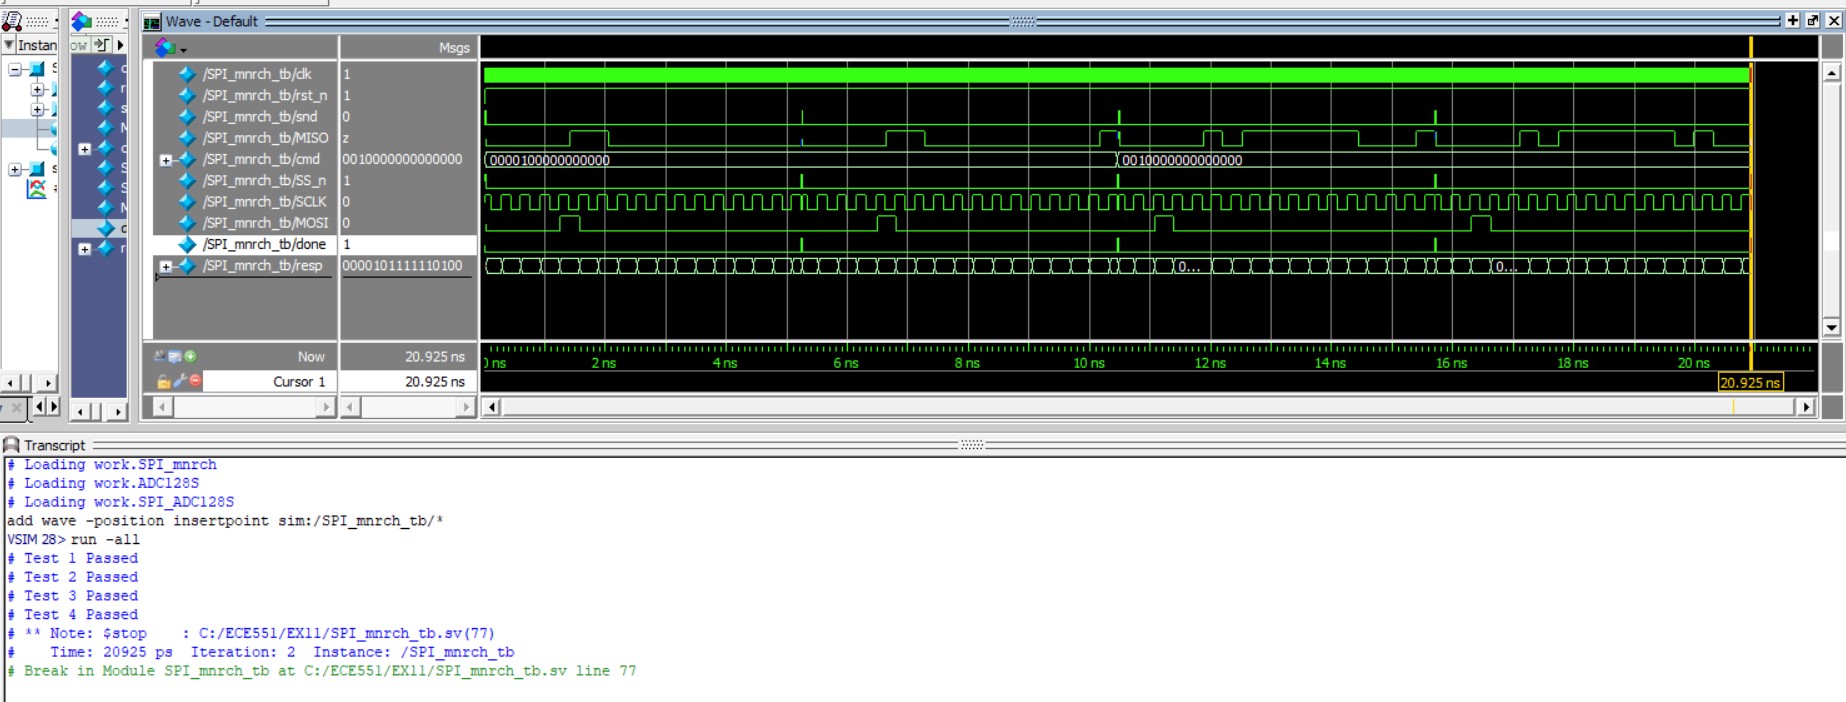 Wave - Default
Instan
Msgs
/SPI_mnrch_tb/clk 1
/SPI_mnrch_tb/rst_n 1
/SPI_mnrch_tb/snd 0
/SPI_mnrch_tb/MISO z
/SPI_mnrch_tb/cmd 0010000000000000 0000100000000000 0010000000000000
/SPI_mnrch_tb/SS_n 1
/SPI_mnrch_tb/SCLK 0
/SPI_mnrch_tb/MOSI 0
/SPI_mnrch_tb/done 1
/SPI_mnrch_tb/resp 0000101111110100 0... 0...
Now 20.925 ns
ns 2 ns 4 ns 6 ns 8 ns 10 ns 12 ns 14 ns 16 ns 18 ns 20 ns
Cursor 1 20.925 ns 20.925 ns
Transcript
# Loading work.SPI_mnrch
# Loading work.ADC128S
# Loading work.SPI_ADC128S
add wave -position insertpoint sim:/SPI_mnrch_tb/*
VSIM 28> run -all
# Test 1 Passed
# Test 2 Passed
# Test 3 Passed
# Test 4 Passed
# ** Note: $stop    : C:/ECE551/EX11/SPI_mnrch_tb.sv(77)
#    Time: 20925 ps  Iteration: 2  Instance: /SPI_mnrch_tb
# Break in Module SPI_mnrch_tb at C:/ECE551/EX11/SPI_mnrch_tb.sv line 77